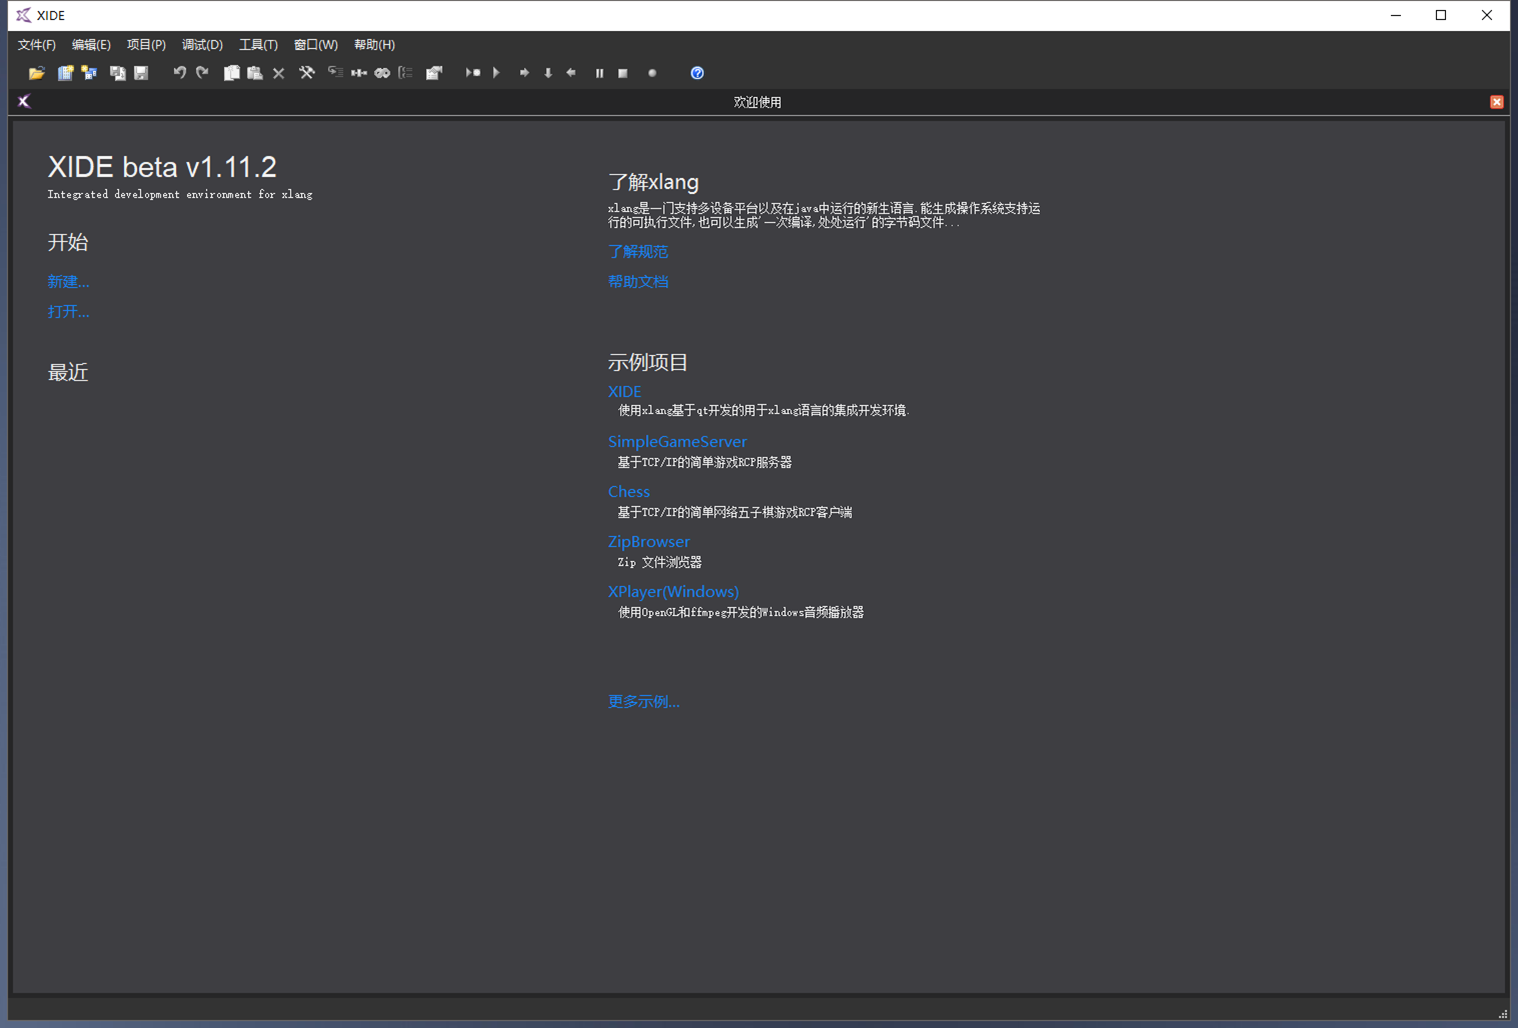 XIDE
文件(F) 编辑(E) 项目(P) 调试(D) 工具(T) 窗口(W) 帮助(H)
欢迎使用
XIDE beta v1.11.2
Integrated development environment for xlang
开始
新建...
打开...
最近
了解xlang
xlang是一门支持多设备平台以及在java中运行的新生语言.能生成操作系统支持运
行的可执行文件,也可以生成'一次编译,处处运行'的字节码文件...
了解规范
帮助文档
示例项目
XIDE
使用xlang基于qt开发的用于xlang语言的集成开发环境.
SimpleGameServer
基于TCP/IP的简单游戏RCP服务器
Chess
基于TCP/IP的简单网络五子棋游戏RCP客户端
ZipBrowser
Zip 文件浏览器
XPlayer(Windows)
使用OpenGL和ffmpeg开发的Windows音频播放器
更多示例...